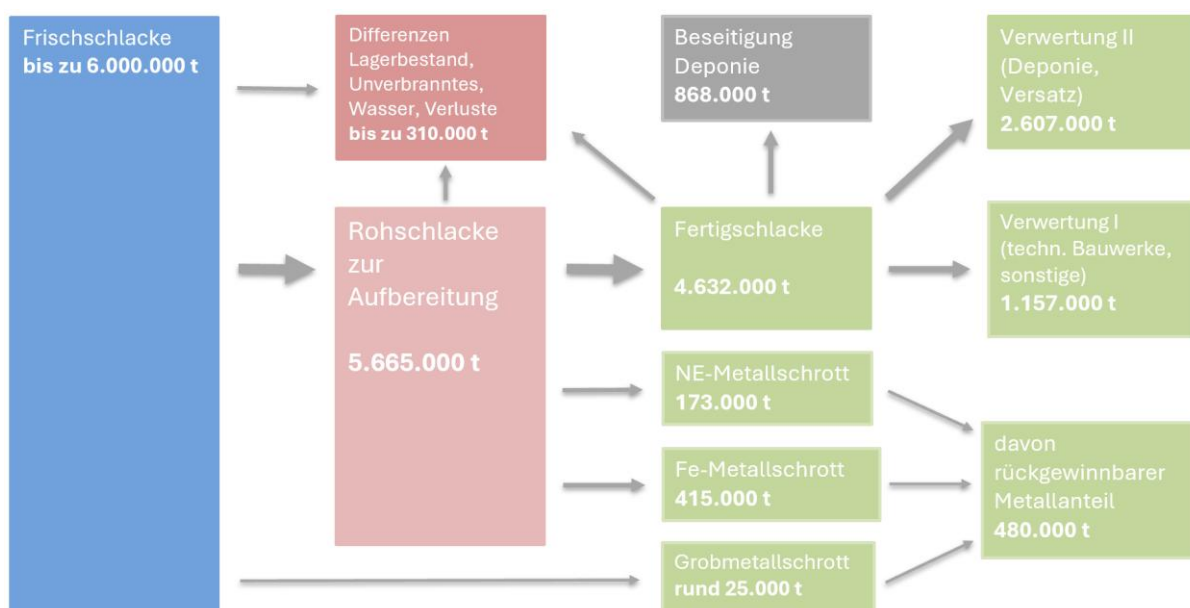 Frischschlacke
bis zu 6.000.000 t
Differenzen
Lagerbestand,
Unverbranntes,
Wasser, Verluste
bis zu 310.000 t
Beseitigung
Deponie
868.000 t
Verwertung II
(Deponie,
Versatz)
2.607.000 t
Rohschlacke
zur
Aufbereitung
5.665.000 t
Fertigschlacke
4.632.000 t
Verwertung I
(techn. Bauwerke,
sonstige)
1.157.000 t
NE-Metallschrott
173.000 t
Fe-Metallschrott
415.000 t
Grobmetallschrott
rund 25.000 t
davon
rückgewinnbarer
Metallanteil
480.000 t